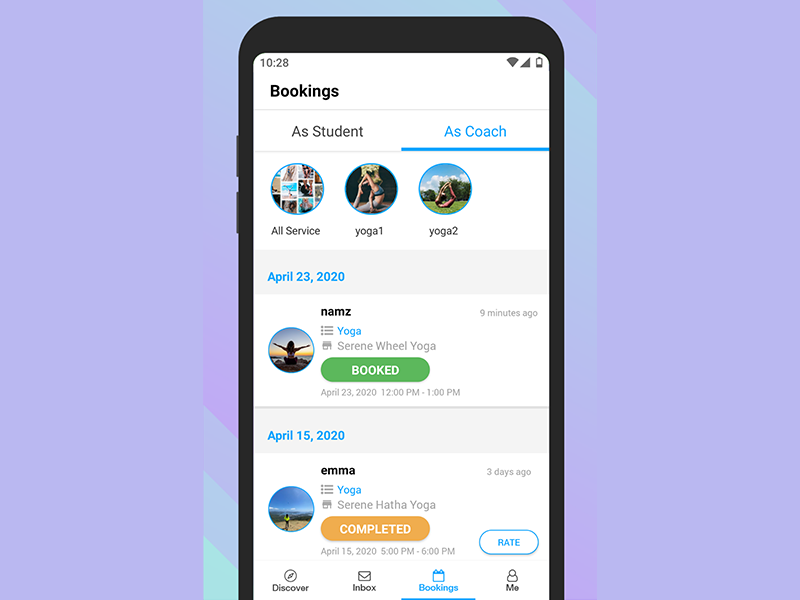 10:28
Bookings
As Student
As Coach
All Service
yoga1
yoga2
April 23, 2020
namz
9 minutes ago
Yoga
Serene Wheel Yoga
BOOKED
April 23, 2020 12:00 PM - 1:00 PM
April 15, 2020
emma
3 days ago
Yoga
Serene Hatha Yoga
COMPLETED
April 15, 2020 5:00 PM - 6:00 PM
RATE
Discover
Inbox
Bookings
Me